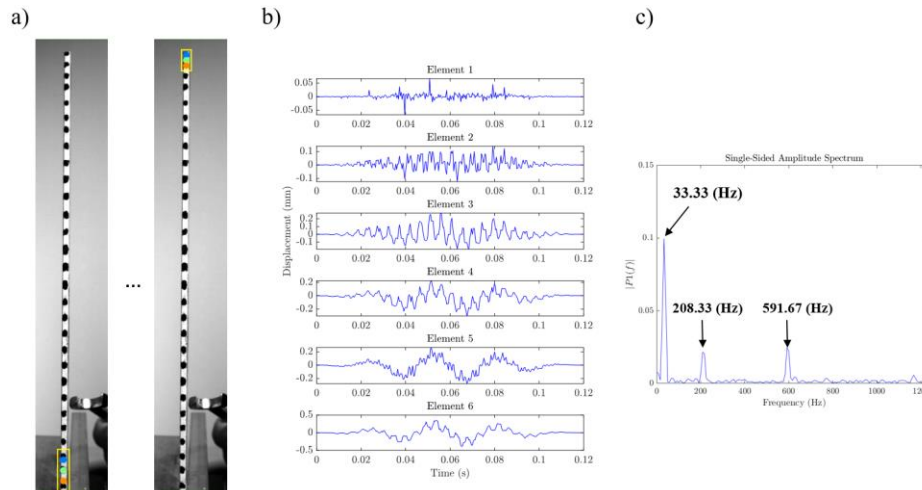 a)
...
b)
Element 1
0.05
0
-0.05
0 0.02 0.04 0.06 0.08 0.1 0.12
Element 2
0.1
0
-0.1
0 0.02 0.04 0.06 0.08 0.1 0.12
Element 3
0.2
0.1
0
-0.1
0 0.02 0.04 0.06 0.08 0.1 0.12
Element 4
0.2
0
-0.2
0 0.02 0.04 0.06 0.08 0.1 0.12
Element 5
0.2
0
-0.2
0 0.02 0.04 0.06 0.08 0.1 0.12
Element 6
0.5
0
-0.5
0 0.02 0.04 0.06 0.08 0.1 0.12
Displacement (mm)
Time (s)
c)
Single-Sided Amplitude Spectrum
0.15
0.1
0.05
0
|P1(f)|
33.33 (Hz)
208.33 (Hz)
591.67 (Hz)
0 200 400 600 800 1000 1200
Frequency (Hz)